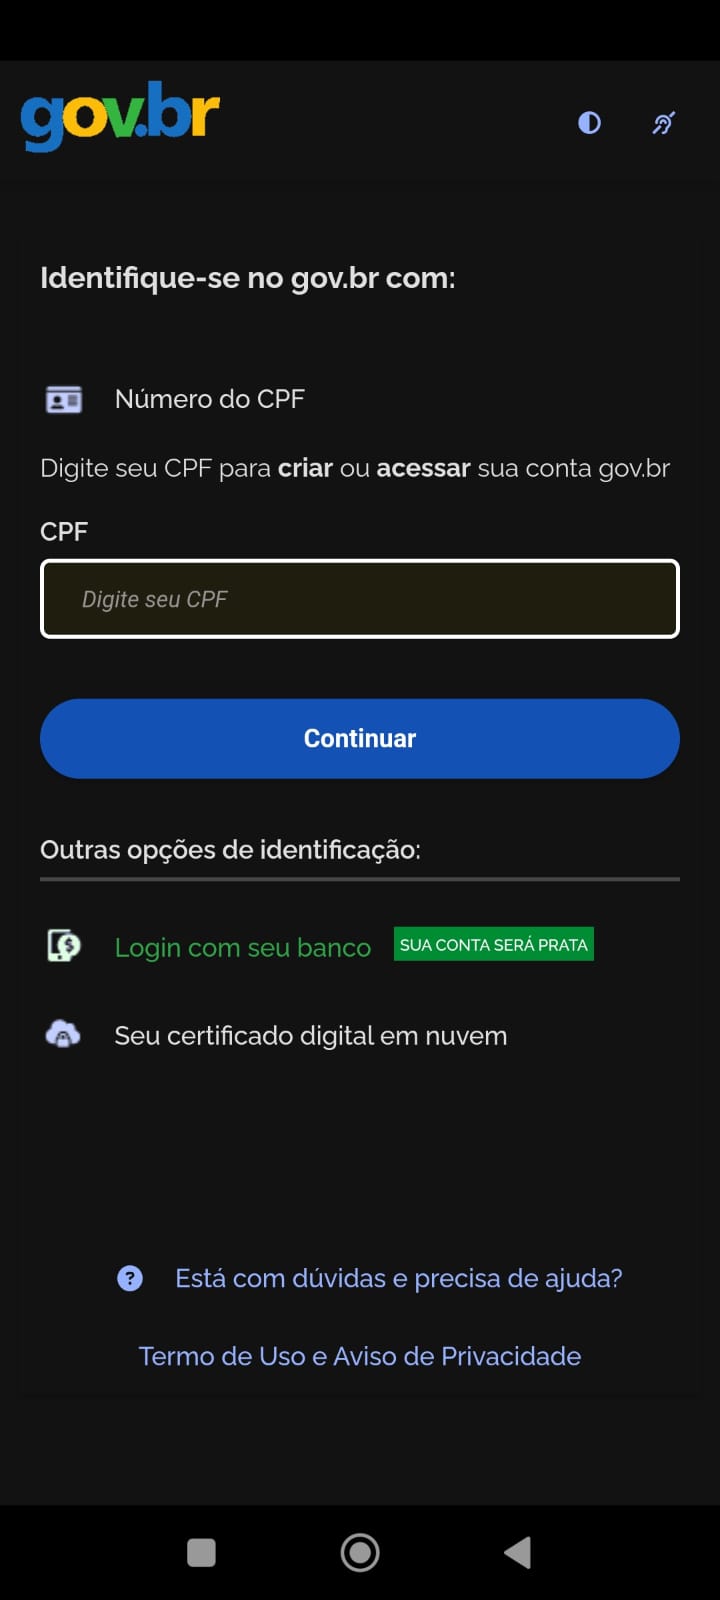 gov.br
Identifique-se no gov.br com:
Número do CPF
Digite seu CPF para criar ou acessar sua conta gov.br
CPF
Digite seu CPF
Continuar
Outras opções de identificação:
Login com seu banco SUA CONTA SERÁ PRATA
Seu certificado digital em nuvem
? Está com dúvidas e precisa de ajuda?
Termo de Uso e Aviso de Privacidade